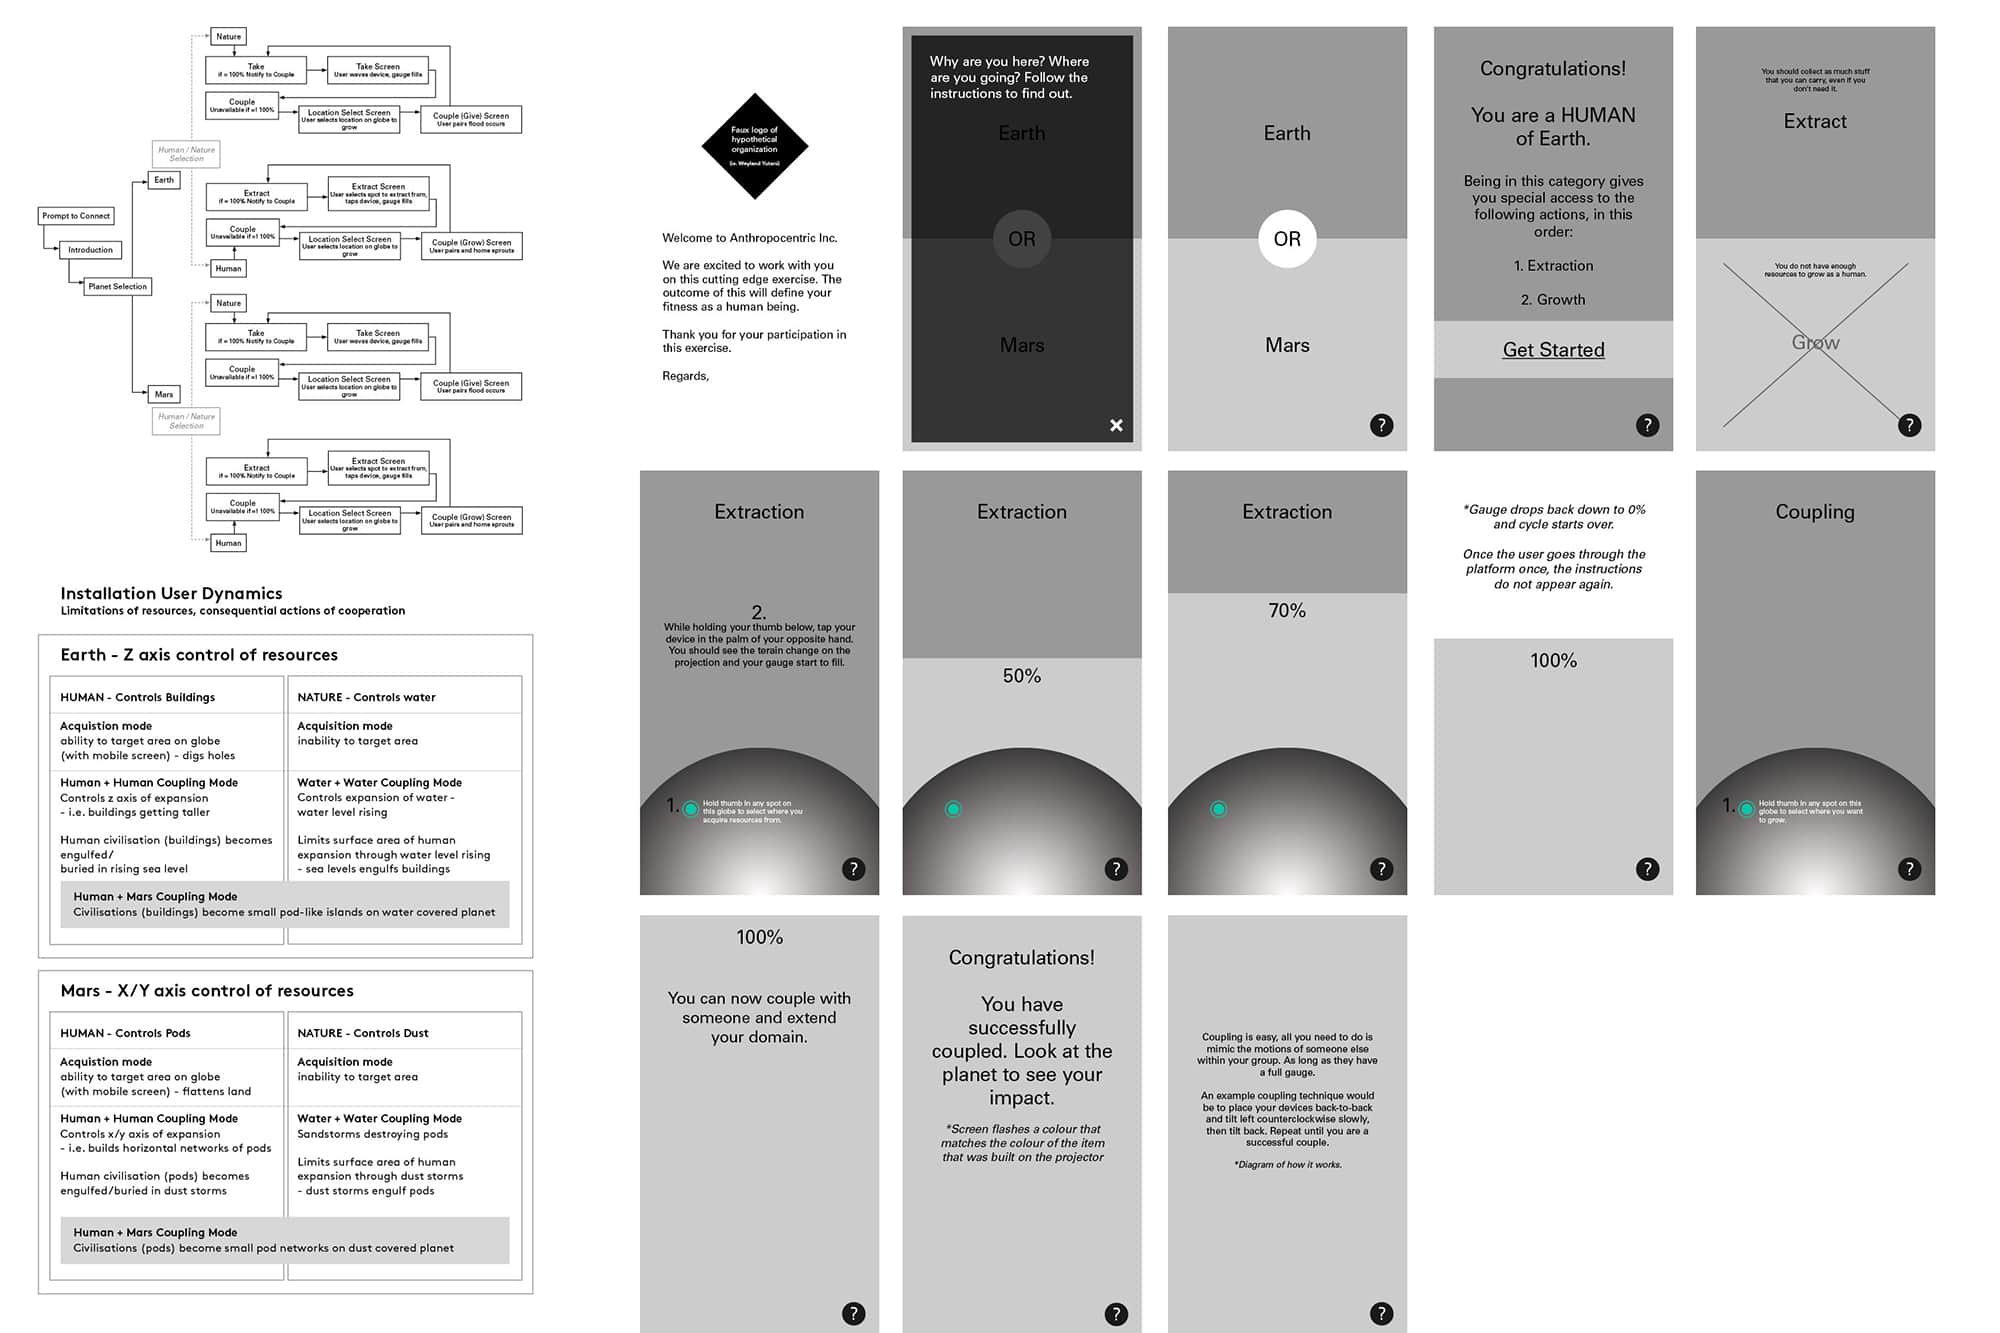 Nature
Take
if = 100% Notify to Couple
Take Screen
User waves device, gauge fills
Couple
Unavailable if =! 100%
Location Select Screen
User selects location on globe to
grow
Couple (Give) Screen
User pairs flood occurs
Human / Nature
Selection
Earth
Extract
if = 100% Notify to Couple
Extract Screen
User selects spot to extract from,
taps device, gauge fills
Couple
Unavailable if =! 100%
Location Select Screen
User selects location on globe to
grow
Couple (Grow) Screen
User pairs and home sprouts
Human
Prompt to Connect
Introduction
Planet Selection
Nature
Take
if = 100% Notify to Couple
Take Screen
User waves device, gauge fills
Couple
Unavailable if =! 100%
Location Select Screen
User selects location on globe to
grow
Couple (Give) Screen
User pairs flood occurs
Mars
Human / Nature
Selection
Extract
if = 100% Notify to Couple
Extract Screen
User selects spot to extract from,
taps device, gauge fills
Couple
Unavailable if =! 100%
Location Select Screen
User selects location on globe to
grow
Couple (Grow) Screen
User pairs and home sprouts
Human
Installation User Dynamics
Limitations of resources, consequential actions of cooperation
Earth - Z axis control of resources
HUMAN - Controls Buildings
Acquistion mode
ability to target area on globe
(with mobile screen) - digs holes
Human + Human Coupling Mode
Controls z axis of expansion
- i.e. buildings getting taller
Human civilisation (buildings) becomes
engulfed/
buried in rising sea level
NATURE - Controls water
Acquisition mode
inability to target area
Water + Water Coupling Mode
Controls expansion of water -
water level rising
Limits surface area of human
expansion through water level rising
- sea levels engulfs buildings
Human + Mars Coupling Mode
Civilisations (buildings) become small pod-like islands on water covered planet
Mars - X/Y axis control of resources
HUMAN - Controls Pods
Acquistion mode
ability to target area on globe
(with mobile screen) - flattens land
Human + Human Coupling Mode
Controls x/y axis of expansion
- i.e. builds horizontal networks of pods
Human civilisation (pods) becomes
engulfed/buried in dust storms
NATURE - Controls Dust
Acquisition mode
inability to target area
Water + Water Coupling Mode
Sandstorms destroying pods
Limits surface area of human
expansion through dust storms
- dust storms engulf pods
Human + Mars Coupling Mode
Civilisations (pods) become small pod networks on dust covered planet
Faux logo of
hypothetical
organization
(ie. Weyland Yutani)
Welcome to Anthropocentric Inc.
We are excited to work with you
on this cutting edge exercise. The
outcome of this will define your
fitness as a human being.
Thank you for your participation in
this exercise.
Regards,
Why are you here? Where
are you going? Follow the
instructions to find out.
Earth
OR
Mars
×
Earth
OR
Mars
?
Congratulations!
You are a HUMAN
of Earth.
Being in this category gives
you special access to the
following actions, in this
order:
1. Extraction
2. Growth
Get Started
?
You should collect as much stuff
that you can carry, even if you
don't need it.
Extract
You do not have enough
resources to grow as a human.
Grow
?
Extraction
2.
While holding your thumb below, tap your
device in the palm of your opposite hand.
You should see the terain change on the
projection and your gauge start to fill.
1.
Hold thumb in any spot on
this globe to select where you
acquire resources from.
?
Extraction
50%
Extraction
70%
?
*Gauge drops back down to 0%
and cycle starts over.
Once the user goes through the
platform once, the instructions
do not appear again.
100%
?
Coupling
1.
Hold thumb in any spot on this
globe to select where you want
to grow.
?
100%
You can now couple with
someone and extend
your domain.
?
Congratulations!
You have
successfully
coupled. Look at the
planet to see your
impact.
*Screen flashes a colour that
matches the colour of the item
that was built on the projector
?
Coupling is easy, all you need to do is
mimic the motions of someone else
within your group. As long as they have
a full gauge.
An example coupling technique would
be to place your devices back-to-back
and tilt left counterclockwise slowly,
then tilt back. Repeat until you are a
successful couple.
*Diagram of how it works.
?